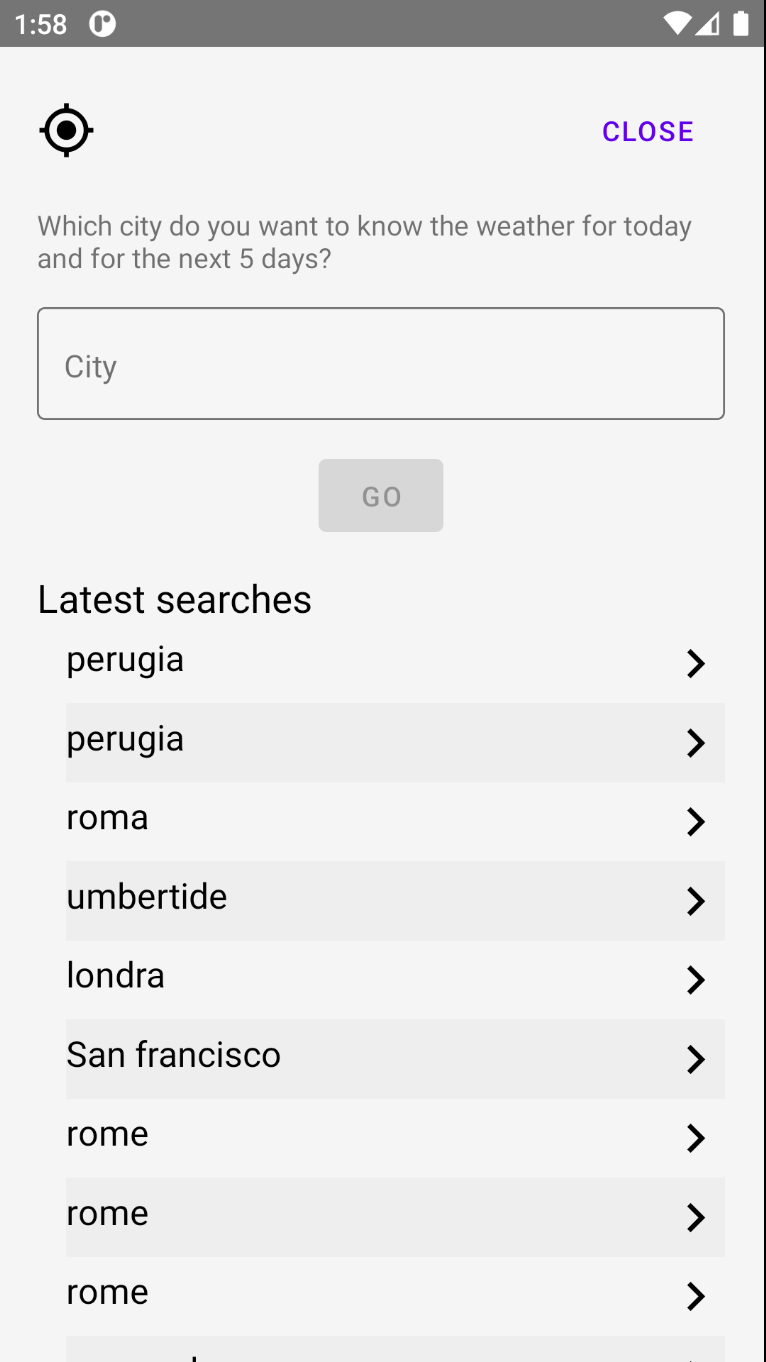 1:58
CLOSE
Which city do you want to know the weather for today
and for the next 5 days?
City
GO
Latest searches
perugia
perugia
roma
umbertide
londra
San francisco
rome
rome
rome